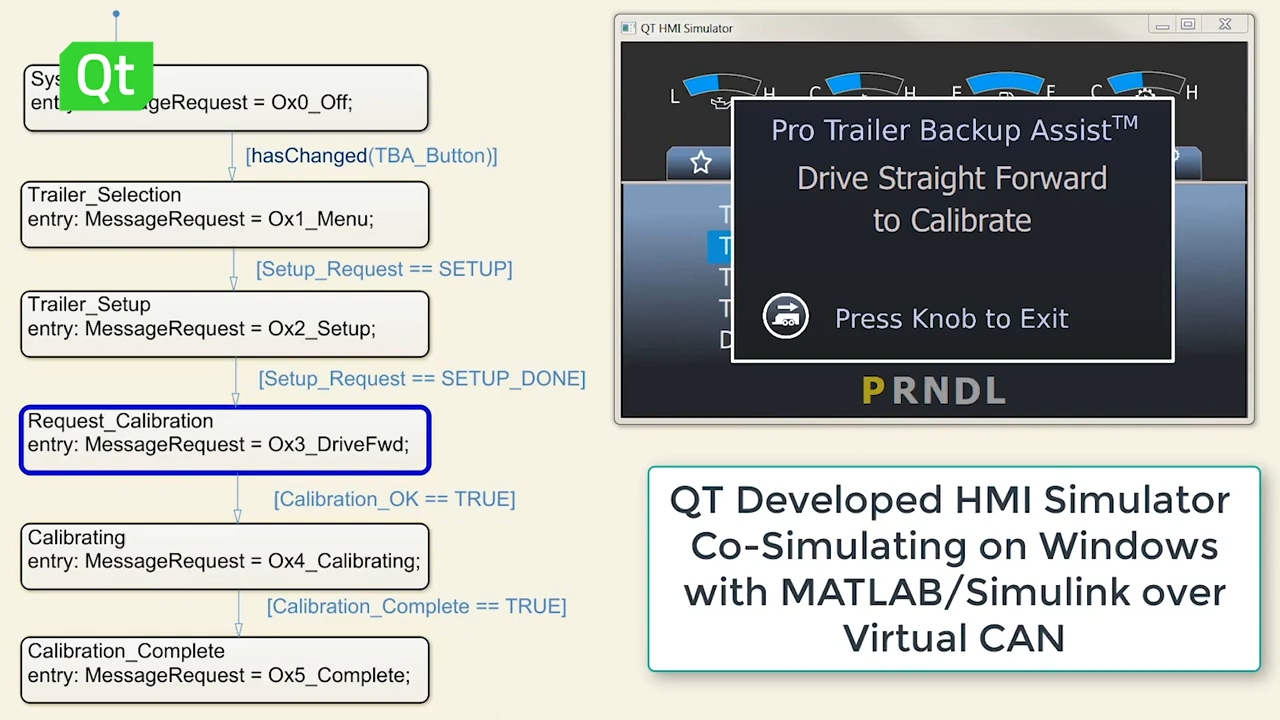 Qt
Sy
ent MessageRequest = Ox0_Off;
[hasChanged(TBA_Button)]
Trailer_Selection
entry: MessageRequest = Ox1_Menu;
[Setup_Request == SETUP]
Trailer_Setup
entry: MessageRequest = Ox2_Setup;
[Setup_Request == SETUP_DONE]
Request_Calibration
entry: MessageRequest = Ox3_DriveFwd;
[Calibration_OK == TRUE]
Calibrating
entry: MessageRequest = Ox4_Calibrating;
[Calibration_Complete == TRUE]
Calibration_Complete
entry: MessageRequest = Ox5_Complete;
QT HMI Simulator
L H C H E F C H
Pro Trailer Backup Assist™
Drive Straight Forward
to Calibrate
Press Knob to Exit
T
T
T
T
D
PRNDL
QT Developed HMI Simulator
Co-Simulating on Windows
with MATLAB/Simulink over
Virtual CAN